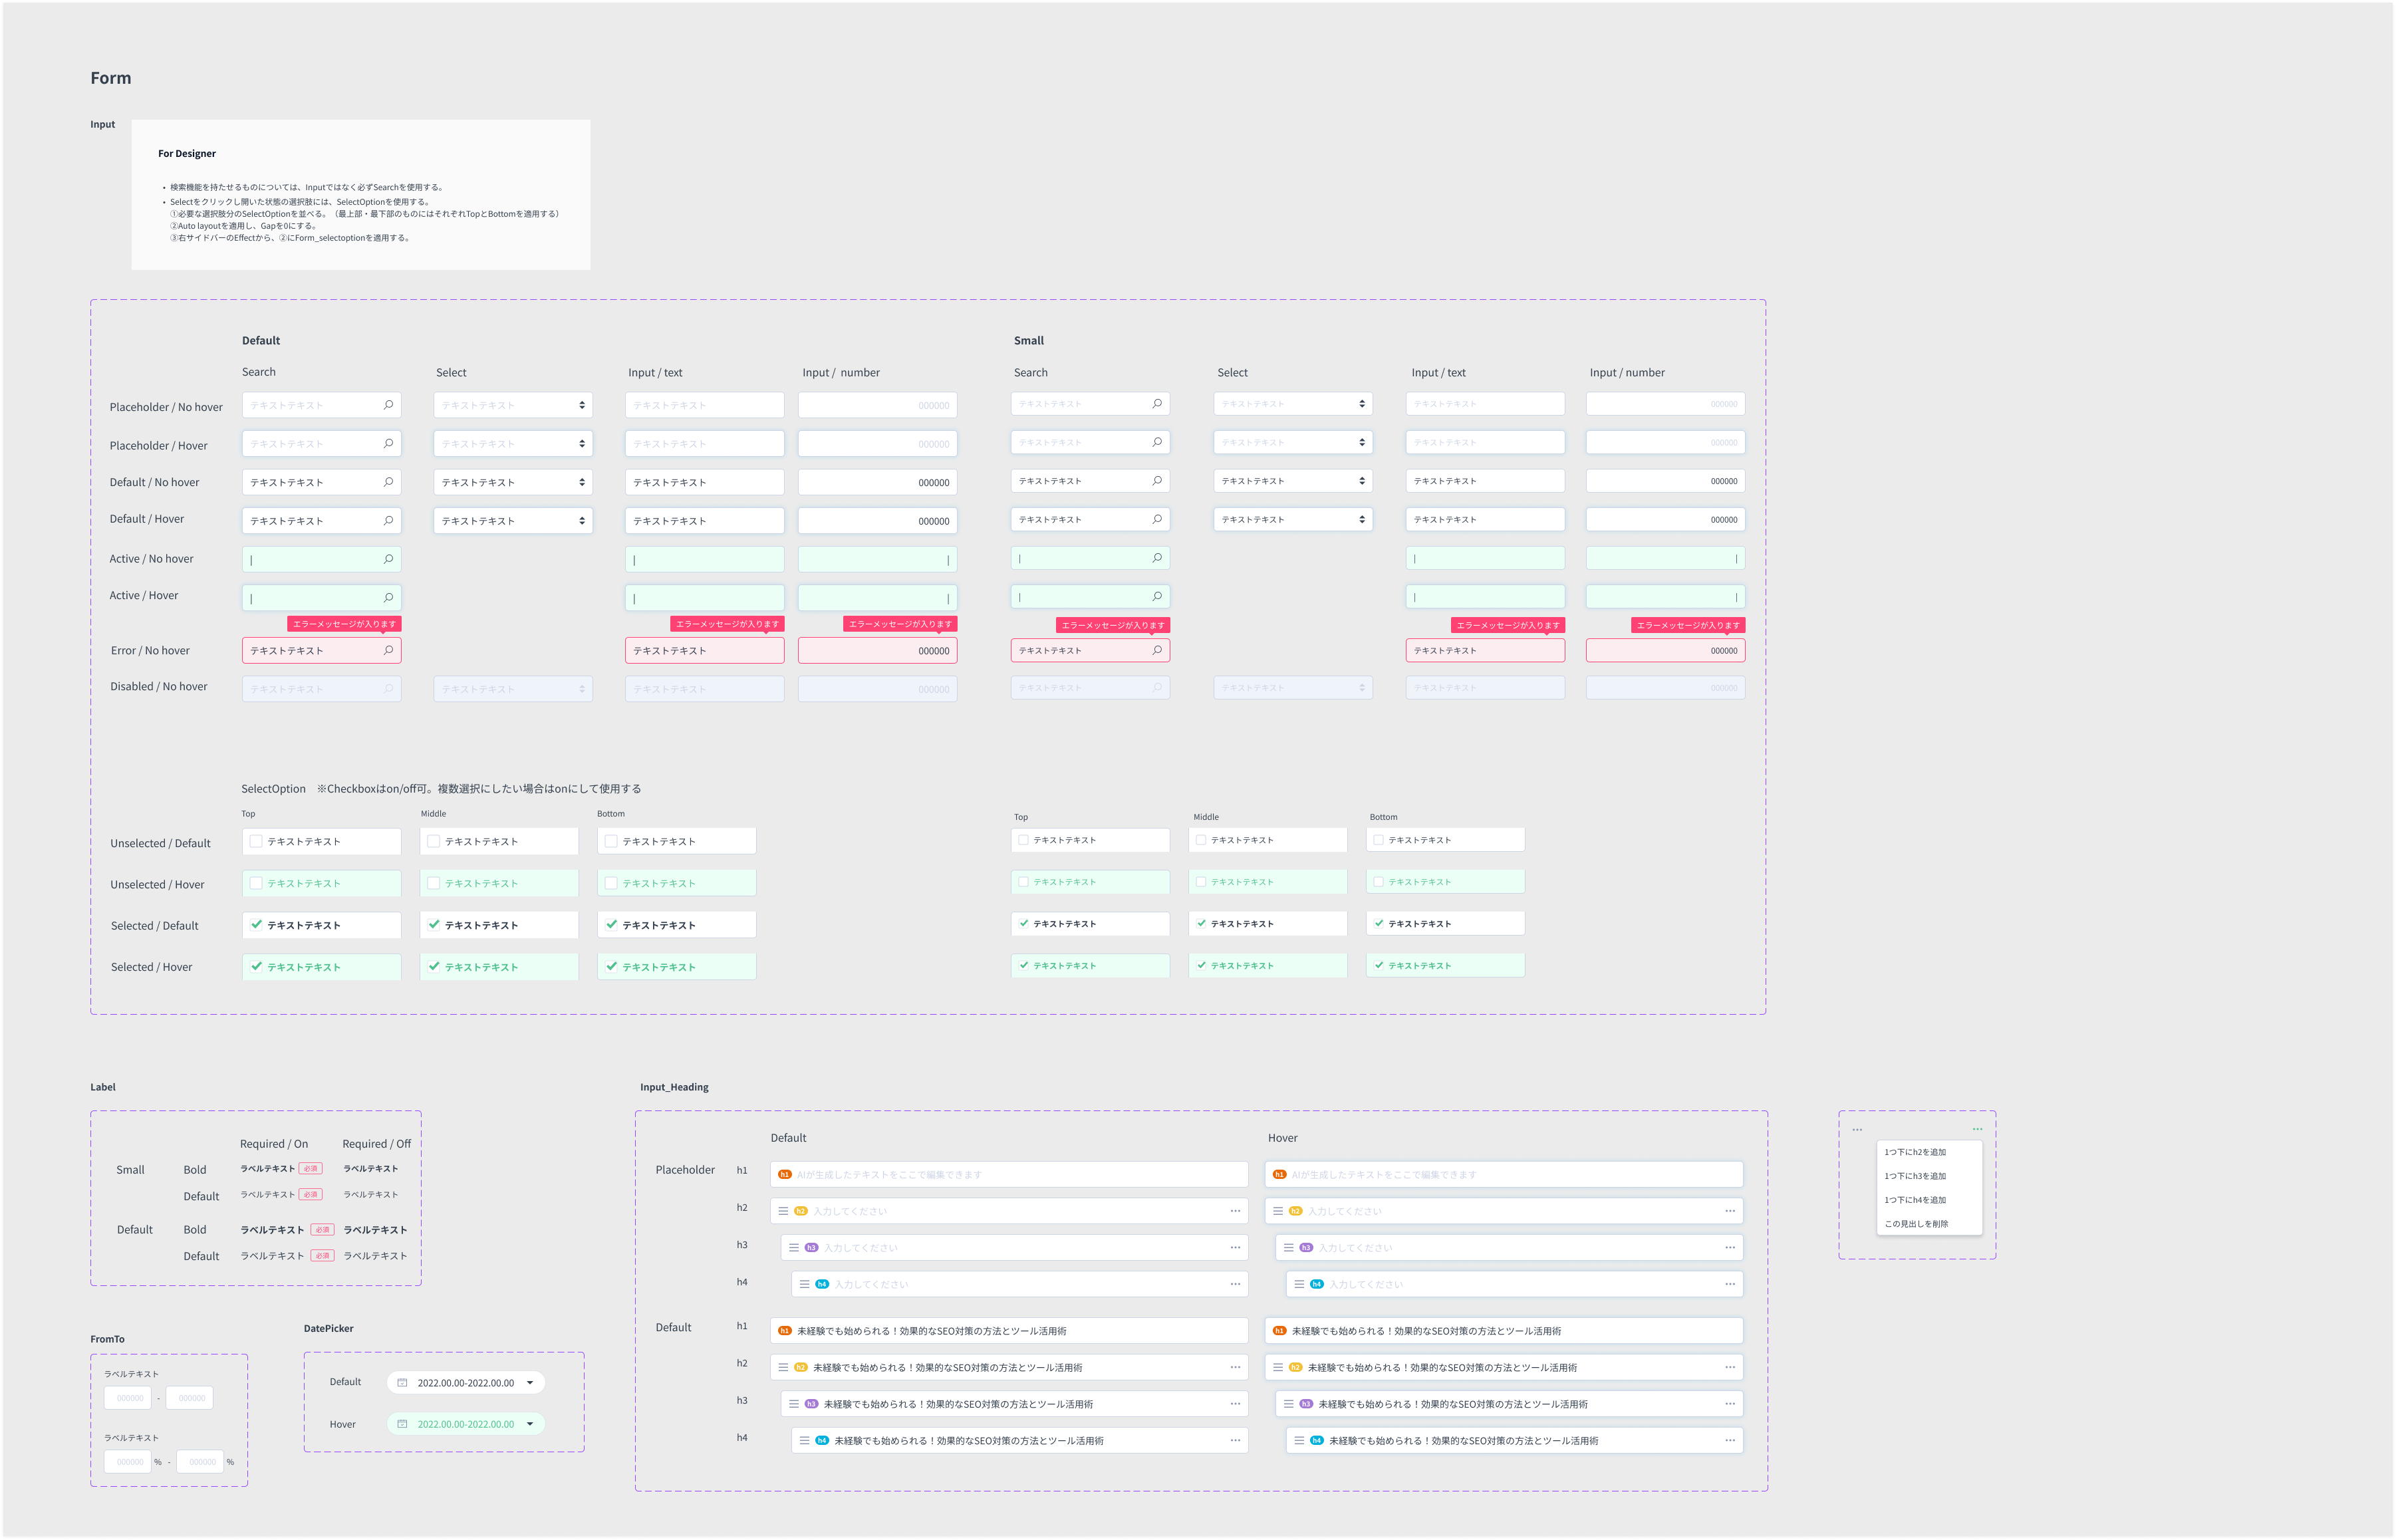 Form
Input
For Designer
• 検索機能を持たせるものについては、Inputではなく必ずSearchを使用する。
• Selectをクリックし開いた状態の選択肢には、SelectOptionを使用する。
①必要な選択肢分のSelectOptionを並べる。（最上部・最下部のものにはそれぞれTopとBottomを適用する）
②Auto layoutを適用し、Gapを0にする。
③右サイドバーのEffectから、②にForm_selectoptionを適用する。
Default Small
Search Select Input / text Input / number Search Select Input / text Input / number
Placeholder / No hover テキストテキスト テキストテキスト テキストテキスト 000000 テキストテキスト テキストテキスト テキストテキスト 000000
Placeholder / Hover テキストテキスト テキストテキスト テキストテキスト 000000 テキストテキスト テキストテキスト テキストテキスト 000000
Default / No hover テキストテキスト テキストテキスト テキストテキスト 000000 テキストテキスト テキストテキスト テキストテキスト 000000
Default / Hover テキストテキスト テキストテキスト テキストテキスト 000000 テキストテキスト テキストテキスト テキストテキスト 000000
Active / No hover | | | | | |
Active / Hover | | | | | |
エラーメッセージが入ります エラーメッセージが入ります エラーメッセージが入ります エラーメッセージが入ります エラーメッセージが入ります エラーメッセージが入ります
Error / No hover テキストテキスト テキストテキスト 000000 テキストテキスト テキストテキスト 000000
Disabled / No hover テキストテキスト テキストテキスト テキストテキスト 000000 テキストテキスト テキストテキスト テキストテキスト 000000
SelectOption ※Checkboxはon/off可。複数選択にしたい場合はonにして使用する
Top Middle Bottom Top Middle Bottom
Unselected / Default テキストテキスト テキストテキスト テキストテキスト テキストテキスト テキストテキスト テキストテキスト
Unselected / Hover テキストテキスト テキストテキスト テキストテキスト テキストテキスト テキストテキスト テキストテキスト
Selected / Default テキストテキスト テキストテキスト テキストテキスト テキストテキスト テキストテキスト テキストテキスト
Selected / Hover テキストテキスト テキストテキスト テキストテキスト テキストテキスト テキストテキスト テキストテキスト
Label
Required / On Required / Off
Small Bold ラベルテキスト 必須 ラベルテキスト
Default ラベルテキスト 必須 ラベルテキスト
Default Bold ラベルテキスト 必須 ラベルテキスト
Default ラベルテキスト 必須 ラベルテキスト
FromTo
ラベルテキスト
000000 - 000000
ラベルテキスト
000000 % - 000000 %
DatePicker
Default 2022.00.00-2022.00.00
Hover 2022.00.00-2022.00.00
Input_Heading
Default Hover
Placeholder h1 h1 AIが生成したテキストをここで編集できます h1 AIが生成したテキストをここで編集できます
h2 h2 入力してください ••• h2 入力してください •••
h3 h3 入力してください ••• h3 入力してください •••
h4 h4 入力してください ••• h4 入力してください •••
Default h1 h1 未経験でも始められる！効果的なSEO対策の方法とツール活用術 h1 未経験でも始められる！効果的なSEO対策の方法とツール活用術
h2 h2 未経験でも始められる！効果的なSEO対策の方法とツール活用術 ••• h2 未経験でも始められる！効果的なSEO対策の方法とツール活用術 •••
h3 h3 未経験でも始められる！効果的なSEO対策の方法とツール活用術 ••• h3 未経験でも始められる！効果的なSEO対策の方法とツール活用術 •••
h4 h4 未経験でも始められる！効果的なSEO対策の方法とツール活用術 ••• h4 未経験でも始められる！効果的なSEO対策の方法とツール活用術 •••
••• •••
1つ下にh2を追加
1つ下にh3を追加
1つ下にh4を追加
この見出しを削除